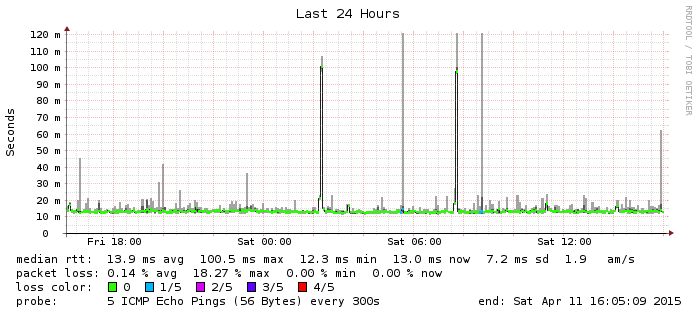 Last 24 Hours
RRDTOOL / TOBI OETIKER
120 m
110 m
100 m
90 m
80 m
70 m
60 m
50 m
40 m
30 m
20 m
10 m
0
Seconds
Fri 18:00 Sat 00:00 Sat 06:00 Sat 12:00
median rtt: 13.9 ms avg 100.5 ms max 12.3 ms min 13.0 ms now 7.2 ms sd 1.9 am/s
packet loss: 0.14 % avg 18.27 % max 0.00 % min 0.00 % now
loss color: 0 1/5 2/5 3/5 4/5
probe: 5 ICMP Echo Pings (56 Bytes) every 300s end: Sat Apr 11 16:05:09 2015